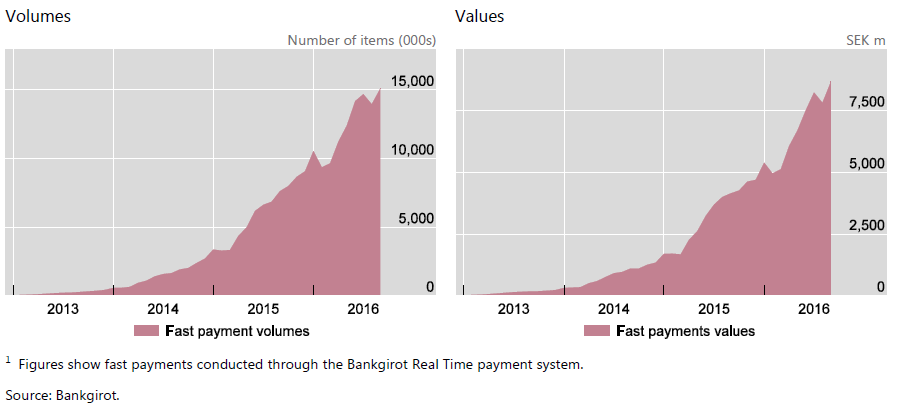 Volumes
Number of items (000s)
15,000
10,000
5,000
0
2013 2014 2015 2016
Fast payment volumes
Values
SEK m
7,500
5,000
2,500
0
2013 2014 2015 2016
Fast payments values
1 Figures show fast payments conducted through the Bankgirot Real Time payment system.
Source: Bankgirot.